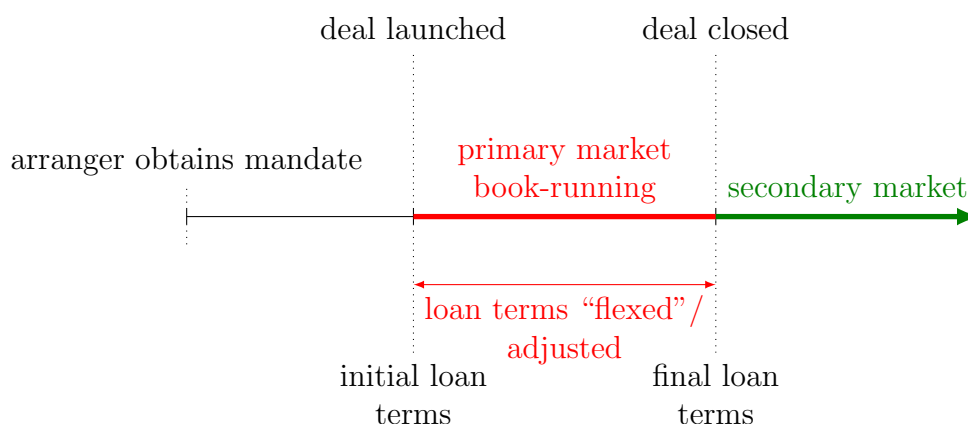 deal launched
deal closed
arranger obtains mandate
primary market
book-running
secondary market
loan terms “flexed”/
adjusted
initial loan
terms
final loan
terms